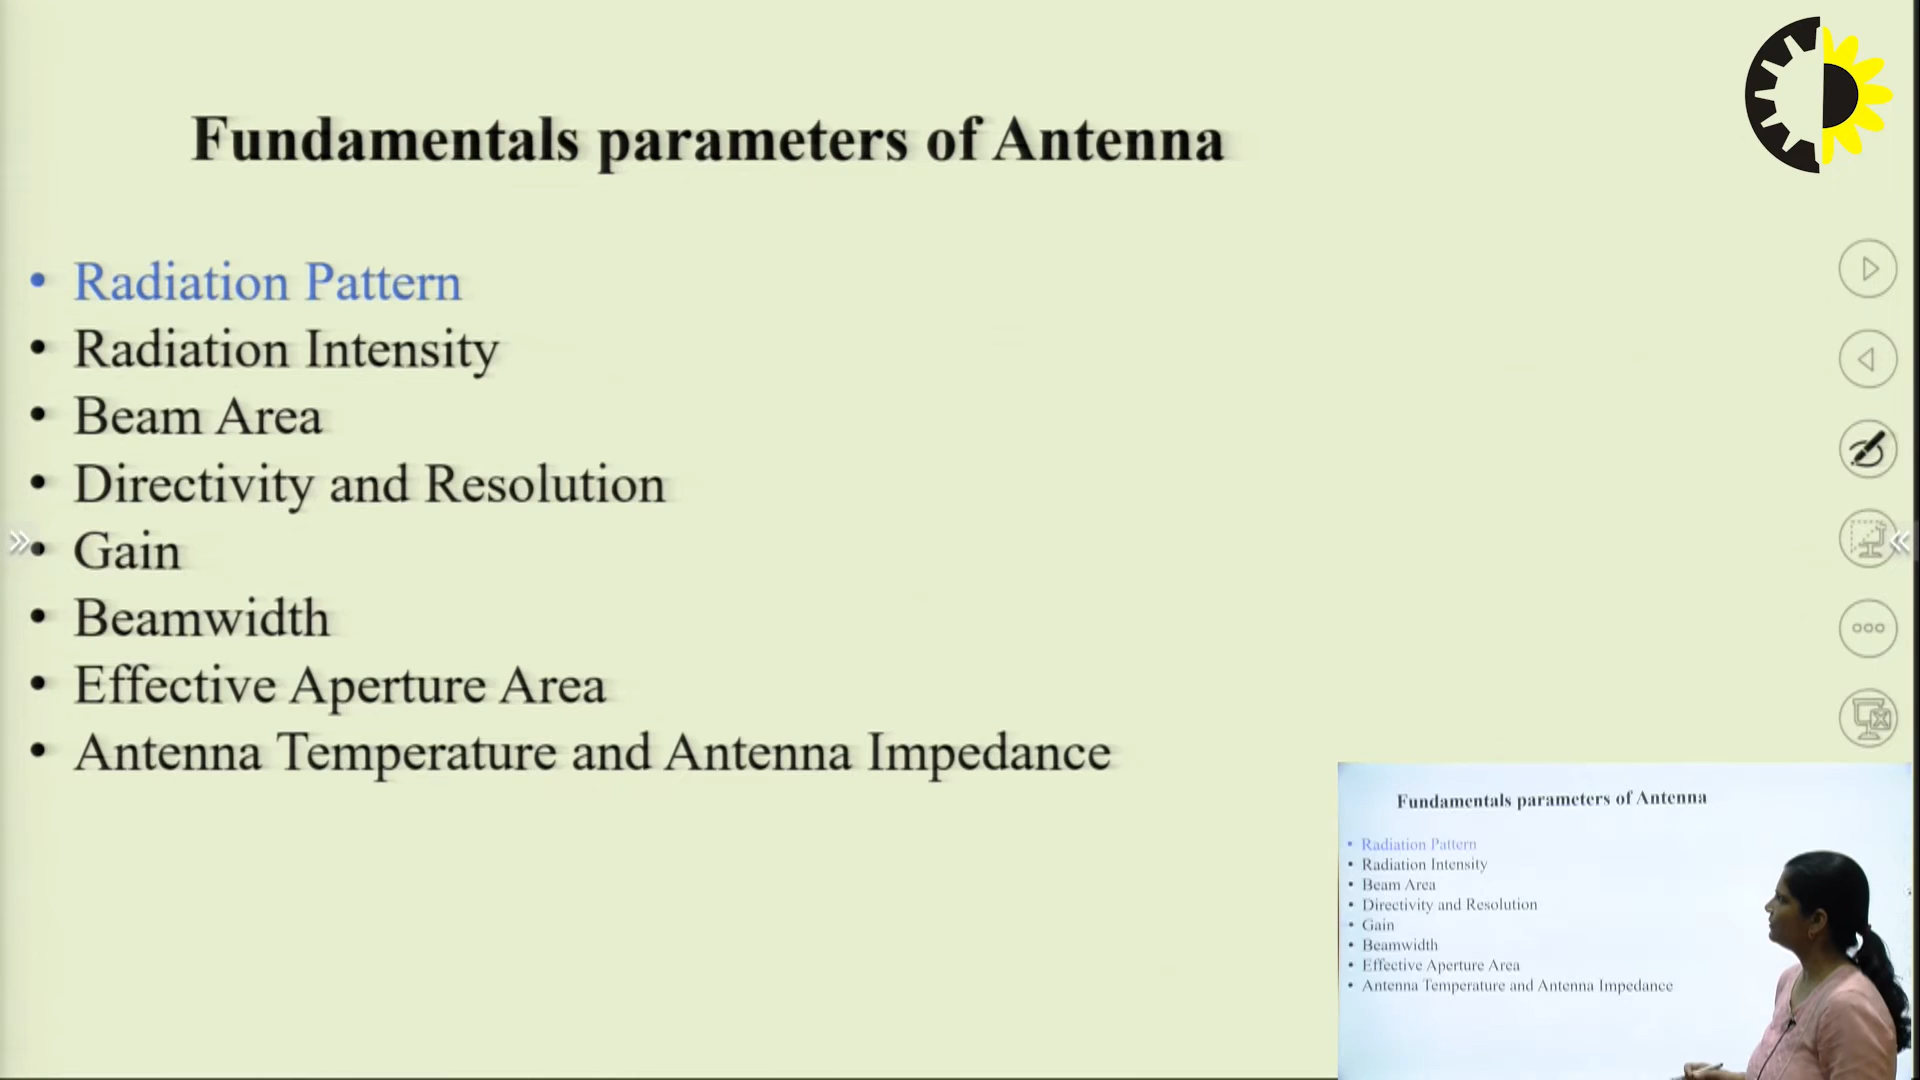 Fundamentals parameters of Antenna
• Radiation Pattern
• Radiation Intensity
• Beam Area
• Directivity and Resolution
• Gain
• Beamwidth
• Effective Aperture Area
• Antenna Temperature and Antenna Impedance
Fundamentals parameters of Antenna
• Radiation Pattern
• Radiation Intensity
• Beam Area
• Directivity and Resolution
• Gain
• Beamwidth
• Effective Aperture Area
• Antenna Temperature and Antenna Impedance